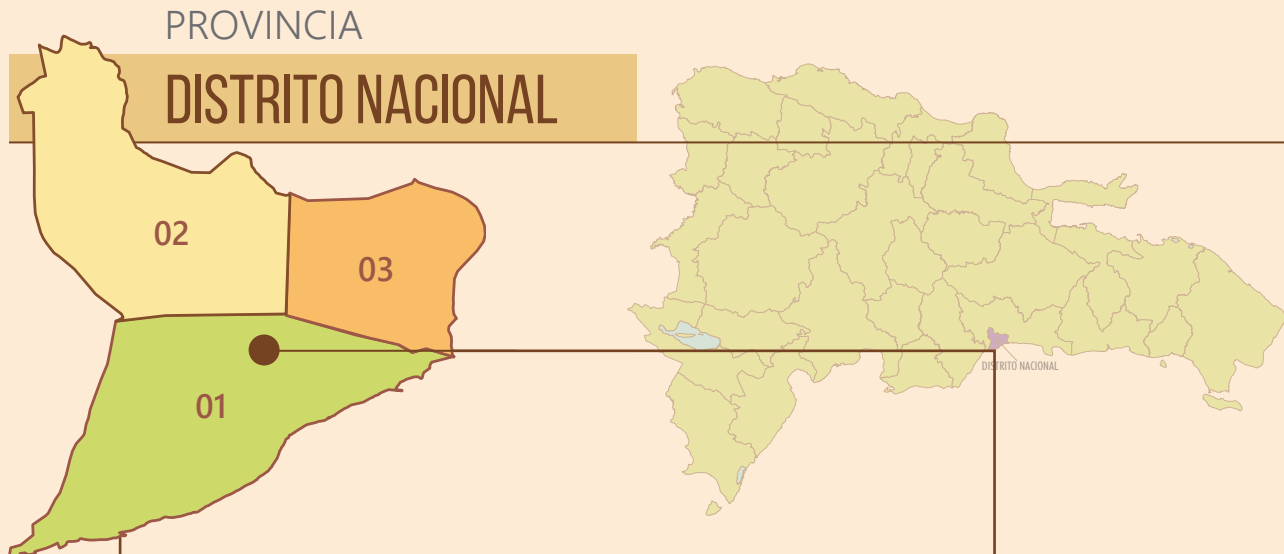 PROVINCIA
DISTRITO NACIONAL
02
03
01
DISTRITO NACIONAL